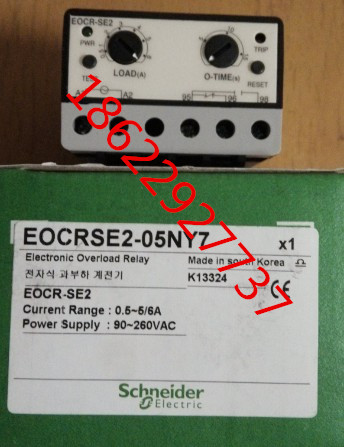 EOCR-SE2
PWR
TRIP
LOAD(A)
O-TIME(s)
RESET
A1
A2
95
96
98
18622927737
EOCRSE2-05NY7
x1
Electronic Overload Relay
Made in south Korea
전자식 과부하 계전기
K13324
EOCR-SE2
CE
Current Range : 0.5~5/6A
Power Supply : 90~260VAC
Schneider
Electric